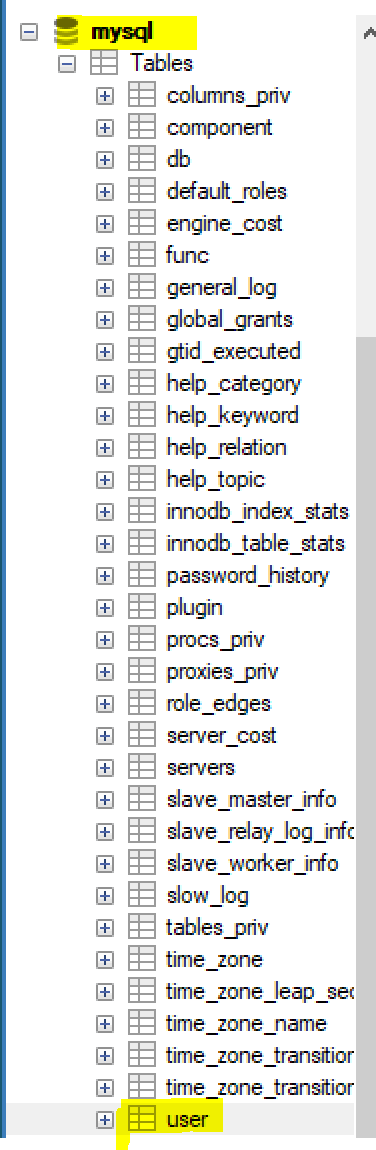 mysql
Tables
columns_priv
component
db
default_roles
engine_cost
func
general_log
global_grants
gtid_executed
help_category
help_keyword
help_relation
help_topic
innodb_index_stats
innodb_table_stats
password_history
plugin
procs_priv
proxies_priv
role_edges
server_cost
servers
slave_master_info
slave_relay_log_info
slave_worker_info
slow_log
tables_priv
time_zone
time_zone_leap_sec
time_zone_name
time_zone_transition
time_zone_transition
user